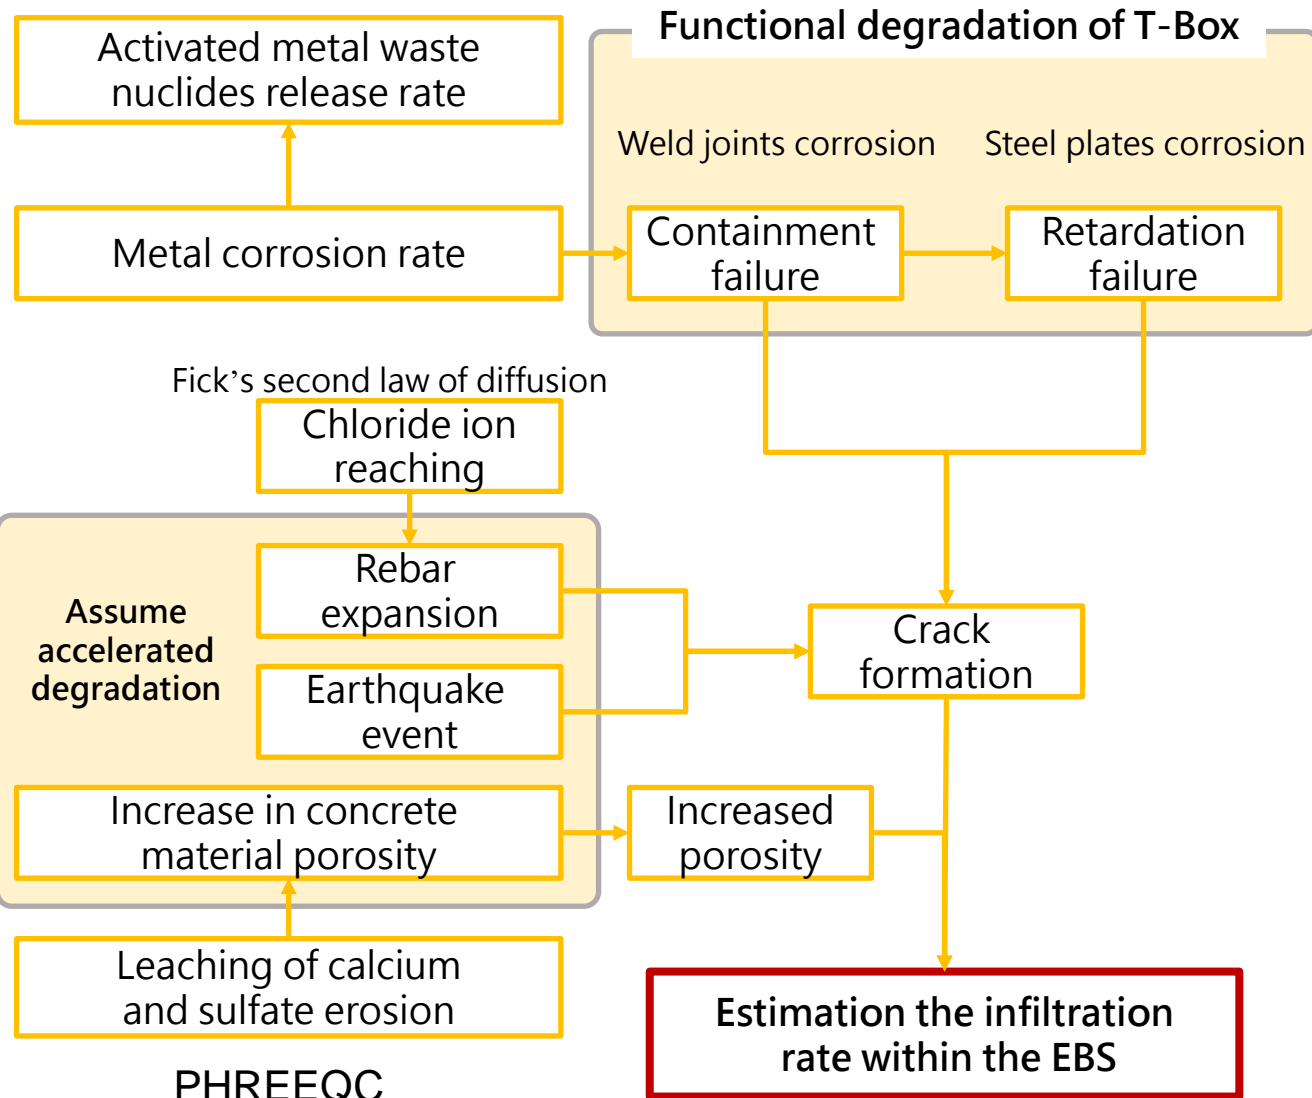 Functional degradation of T-Box
Activated metal waste
nuclides release rate
Weld joints corrosion
Steel plates corrosion
Metal corrosion rate
Containment
failure
Retardation
failure
Fick’s second law of diffusion
Chloride ion
reaching
Rebar
expansion
Assume
accelerated
degradation
Crack
formation
Earthquake
event
Increase in concrete
material porosity
Increased
porosity
Leaching of calcium
and sulfate erosion
Estimation the infiltration
rate within the EBS
PHREEQC